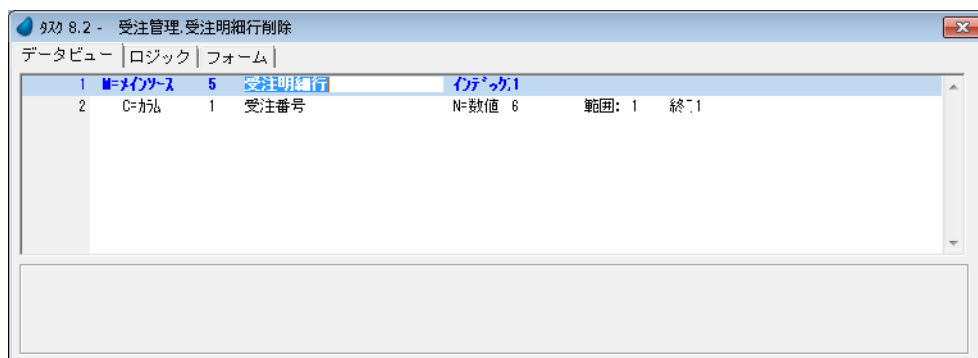 ﾀｽｸ 8.2 - 受注管理.受注明細行削除
データビュー ロジック フォーム
1 M=ﾒｲﾝｿｰｽ 5 受注明細行 ｲﾝﾃﾞｯｸ:1
2 C=ｶﾗﾑ 1 受注番号 N=数値 6 範囲: 1 終了1